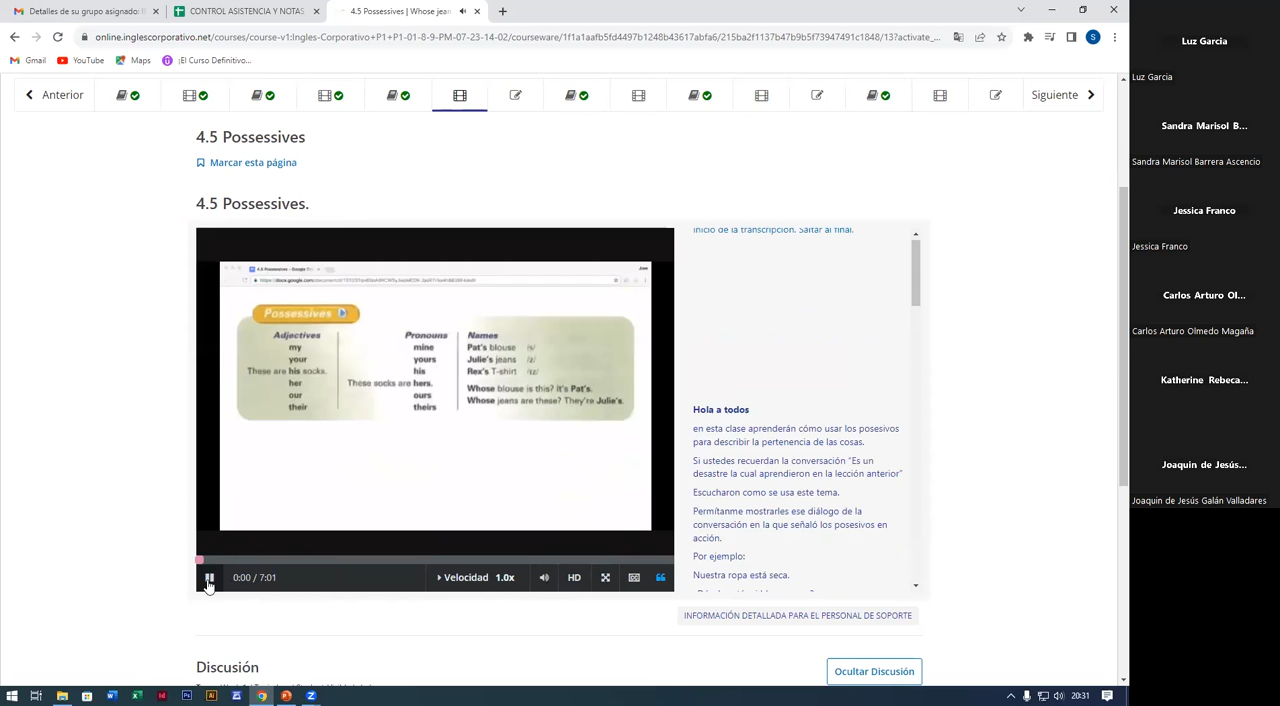 Detalles de su grupo asignado:
CONTROL ASISTENCIA Y NOTAS
4.5 Possessives | Whose jean
online.inglescorporativo.net/courses/course-v1:Ingles-Corporativo+P1+P1-01-8-9-PM-07-23-14-02/courseware/1f1a1aafb5fd4497b1248b43617abfa6/215ba2f1137b47b9b5f73947491c1848/13?activate_...
Gmail
YouTube
Maps
¡El Curso Definitivo...
Anterior
Siguiente
4.5 Possessives
Marcar esta página
4.5 Possessives.
Possessives
Adjectives Pronouns Names
my mine Pat's blouse /s/
your yours Julie's jeans /z/
These are his socks. his Rex's T-shirt /ɪz/
her These socks are hers.
our ours Whose blouse is this? It's Pat's.
their theirs Whose jeans are these? They're Julie's.
0:00 / 7:01
Velocidad 1.0x
HD
Inicio de la transcripción. Saltar al final.
Hola a todos
en esta clase aprenderán cómo usar los posesivos
para describir la pertenencia de las cosas.
Si ustedes recuerdan la conversación "Es un
desastre la cual aprendieron en la lección anterior"
Escucharon como se usa este tema.
Permítanme mostrarles ese diálogo de la
conversación en la que señaló los posesivos en
acción.
Por ejemplo:
Nuestra ropa está seca.
INFORMACIÓN DETALLADA PARA EL PERSONAL DE SOPORTE
Discusión
Ocultar Discusión
20:31
Luz Garcia
Luz Garcia
Sandra Marisol B...
Sandra Marisol Barrera Ascencio
Jessica Franco
Jessica Franco
Carlos Arturo Ol...
Carlos Arturo Olmedo Magaña
Katherine Rebeca...
Joaquin de Jesús...
Joaquin de Jesús Galán Valladares